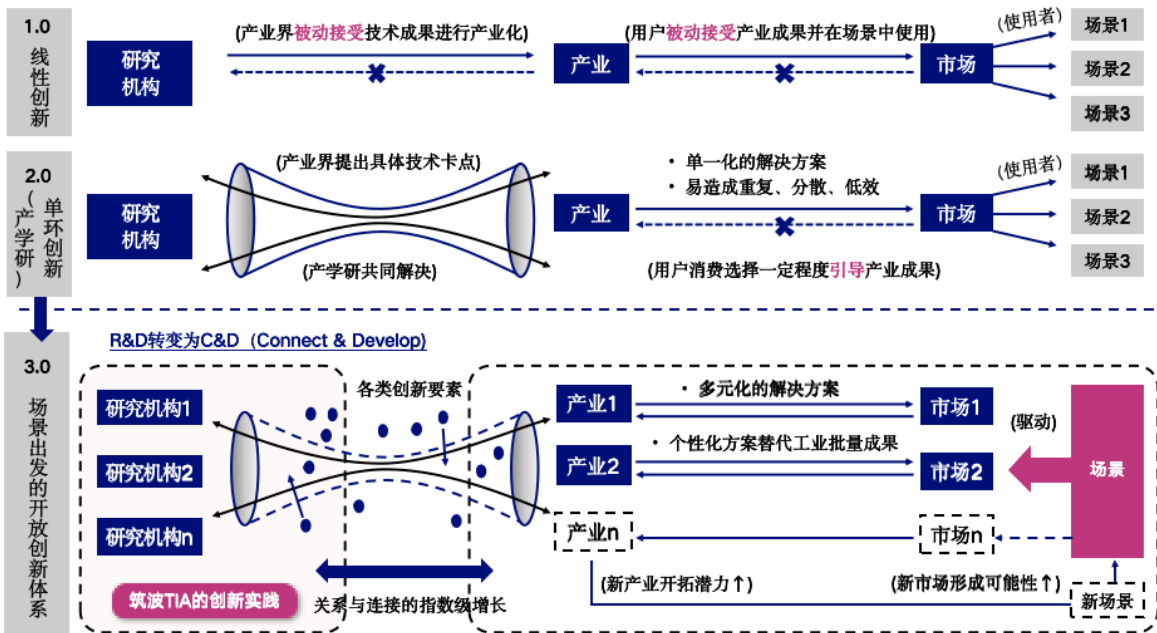 1.0
线性创新
研究
机构
(产业界被动接受技术成果进行产业化)
产业
(用户被动接受产业成果并在场景中使用)
市场
(使用者)
场景1
场景2
场景3
2.0
单环创新
(产学研)
研究
机构
(产业界提出具体技术卡点)
(产学研共同解决)
产业
• 单一化的解决方案
• 易造成重复、分散、低效
(用户消费选择一定程度引导产业成果)
市场
(使用者)
场景1
场景2
场景3
3.0
场景出发的开放创新体系
R&D转变为C&D（Connect & Develop)
研究机构1
研究机构2
研究机构n
筑波TIA的创新实践
各类创新要素
关系与连接的指数级增长
产业1
产业2
产业n
• 多元化的解决方案
• 个性化方案替代工业批量成果
市场1
市场2
市场n
(驱动)
场景
(新产业开拓潜力↑)
(新市场形成可能性↑)
新场景